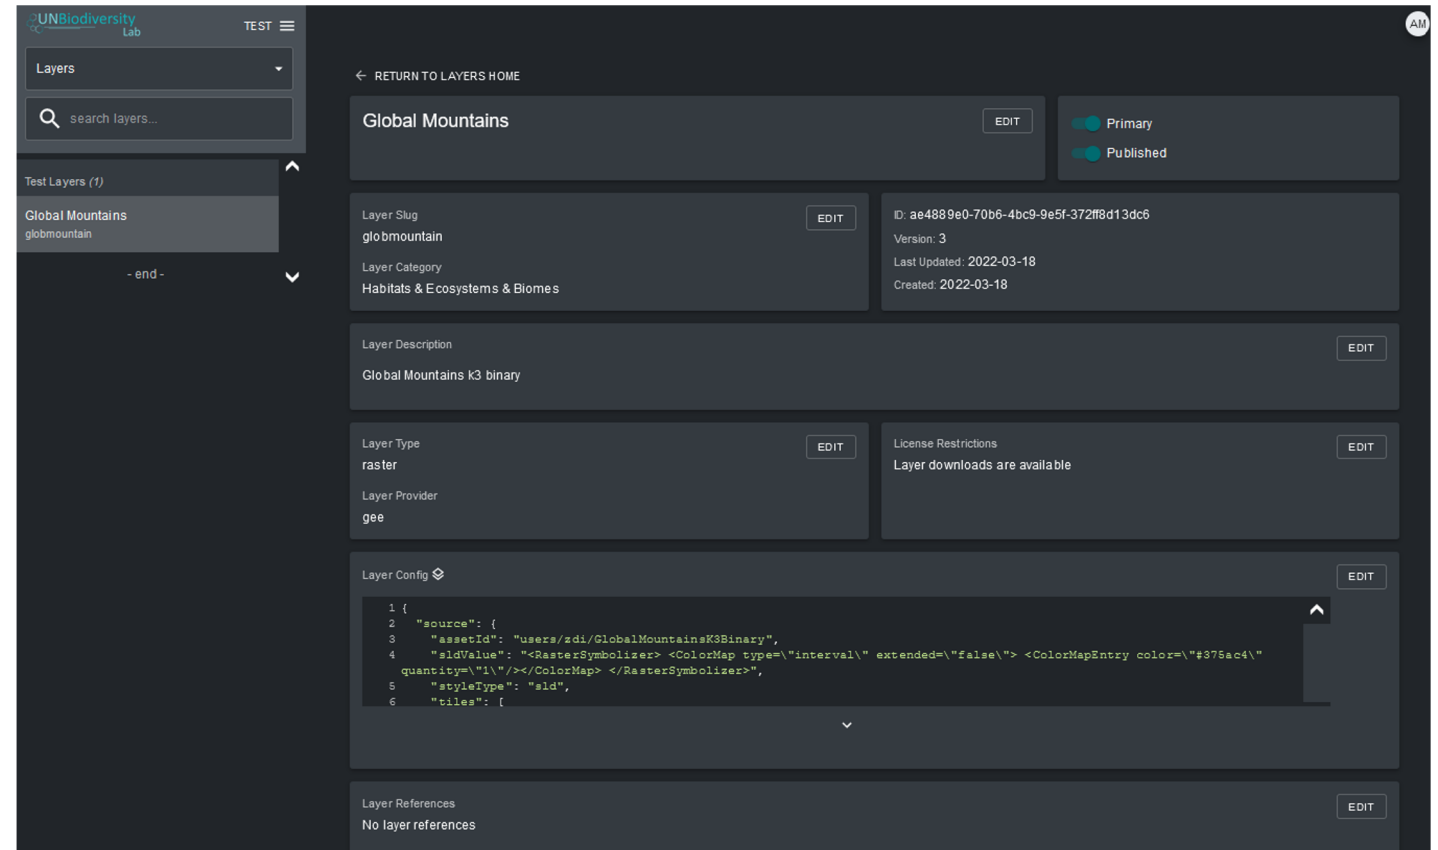 UNBiodiversity
Lab
TEST
AM
Layers
RETURN TO LAYERS HOME
search layers...
Global Mountains
EDIT
Primary
Published
Test Layers (1)
Global Mountains
globmountain
- end -
Layer Slug
EDIT
globmountain
Layer Category
Habitats & Ecosystems & Biomes
ID: ae4889e0-70b6-4bc9-9e5f-372ff8d13dc6
Version: 3
Last Updated: 2022-03-18
Created: 2022-03-18
Layer Description
EDIT
Global Mountains k3 binary
Layer Type
EDIT
raster
Layer Provider
gee
License Restrictions
EDIT
Layer downloads are available
Layer Config
EDIT
1 {
2 "source": {
3 "assetId": "users/zdi/GlobalMountainsK3Binary",
4 "sldValue": "<RasterSymbolizer> <ColorMap type=\"interval\" extended=\"false\"> <ColorMapEntry color=\"#375ac4\"
quantity=\"1\"/></ColorMap> </RasterSymbolizer>",
5 "styleType": "sld",
6 "tiles": [
Layer References
EDIT
No layer references